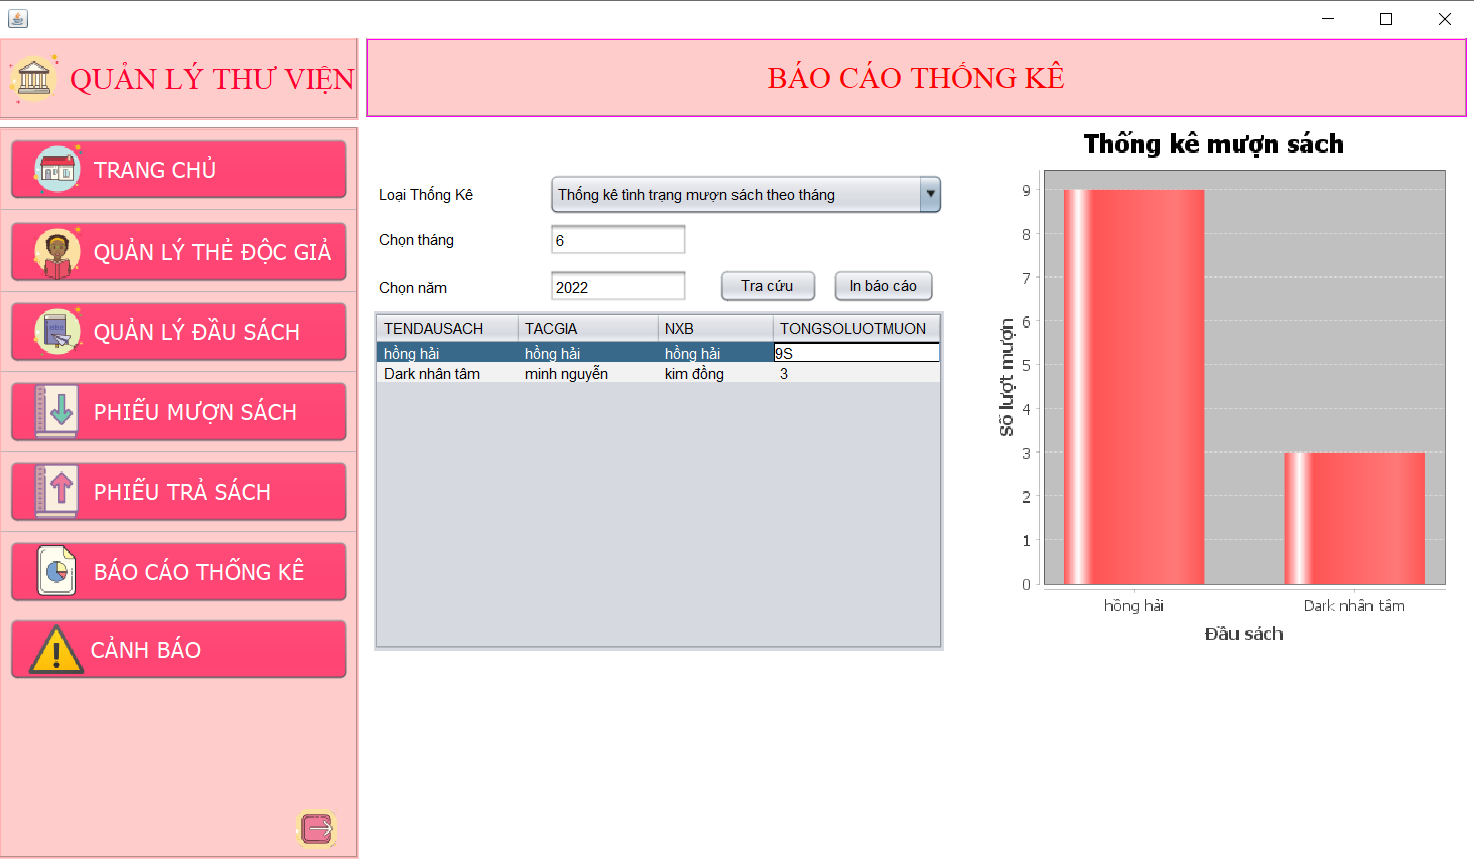 QUẢN LÝ THƯ VIỆN
BÁO CÁO THỐNG KÊ
TRANG CHỦ
QUẢN LÝ THẺ ĐỘC GIẢ
QUẢN LÝ ĐẦU SÁCH
PHIẾU MƯỢN SÁCH
PHIẾU TRẢ SÁCH
BÁO CÁO THỐNG KÊ
CẢNH BÁO
Loại Thống Kê Thống kê tình trạng mượn sách theo tháng
Chọn tháng 6
Chọn năm 2022 Tra cứu In báo cáo
TENDAUSACH TACGIA NXB TONGSOLUOTMUON
hồng hải hồng hải hồng hải 9S
Dark nhân tâm minh nguyễn kim đồng 3
Thống kê mượn sách
Số lượt mượn
9
8
7
6
5
4
3
2
1
0
hồng hải Dark nhân tâm
Đầu sách